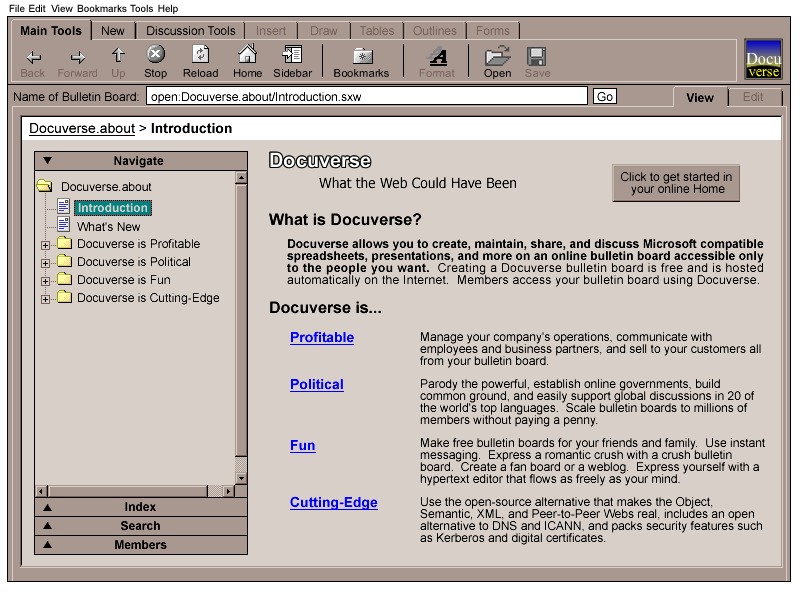 File Edit View Bookmarks Tools Help
Main Tools New Discussion Tools Insert Draw Tables Outlines Forms
Back Forward Up Stop Reload Home Sidebar Bookmarks Format Open Save
Docu
verse
Name of Bulletin Board: open:Docuverse.about/Introduction.sxw Go View Edit
Docuverse.about > Introduction
Navigate
Docuverse.about
Introduction
What's New
Docuverse is Profitable
Docuverse is Political
Docuverse is Fun
Docuverse is Cutting-Edge
Index
Search
Members
Docuverse
What the Web Could Have Been
Click to get started in
your online Home
What is Docuverse?
Docuverse allows you to create, maintain, share, and discuss Microsoft compatible
spreadsheets, presentations, and more on an online bulletin board accessible only
to the people you want. Creating a Docuverse bulletin board is free and is hosted
automatically on the Internet. Members access your bulletin board using Docuverse.
Docuverse is...
Profitable
Manage your company's operations, communicate with
employees and business partners, and sell to your customers all
from your bulletin board.
Political
Parody the powerful, establish online governments, build
common ground, and easily support global discussions in 20 of
the world's top languages. Scale bulletin boards to millions of
members without paying a penny.
Fun
Make free bulletin boards for your friends and family. Use instant
messaging. Express a romantic crush with a crush bulletin
board. Create a fan board or a weblog. Express yourself with a
hypertext editor that flows as freely as your mind.
Cutting-Edge
Use the open-source alternative that makes the Object,
Semantic, XML, and Peer-to-Peer Webs real, includes an open
alternative to DNS and ICANN, and packs security features such
as Kerberos and digital certificates.